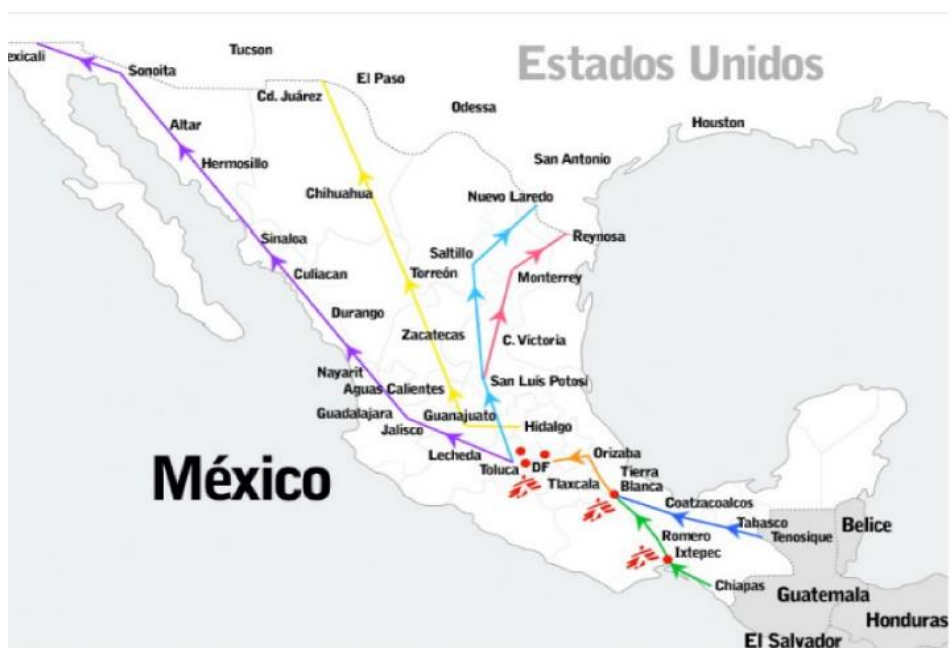 Estados Unidos
exicali
Sonoita
Tucson
El Paso
Cd. Juárez
Odessa
Altar
Houston
Hermosillo
San Antonio
Chihuahua
Nuevo Laredo
Sinaloa
Reynosa
Saltillo
Culiacan
Torreón
Monterrey
Durango
Zacatecas
C. Victoria
Nayarit
Aguas Calientes
San Luis Potosí
Guadalajara
Guanajuato
Jalisco
Hidalgo
Lecheda
Toluca
DF
Orizaba
México
Tlaxcala
Tierra
Blanca
Coatzacoalcos
Tabasco
Tenosique
Belice
Romero
Ixtepec
Chiapas
Guatemala
Honduras
El Salvador